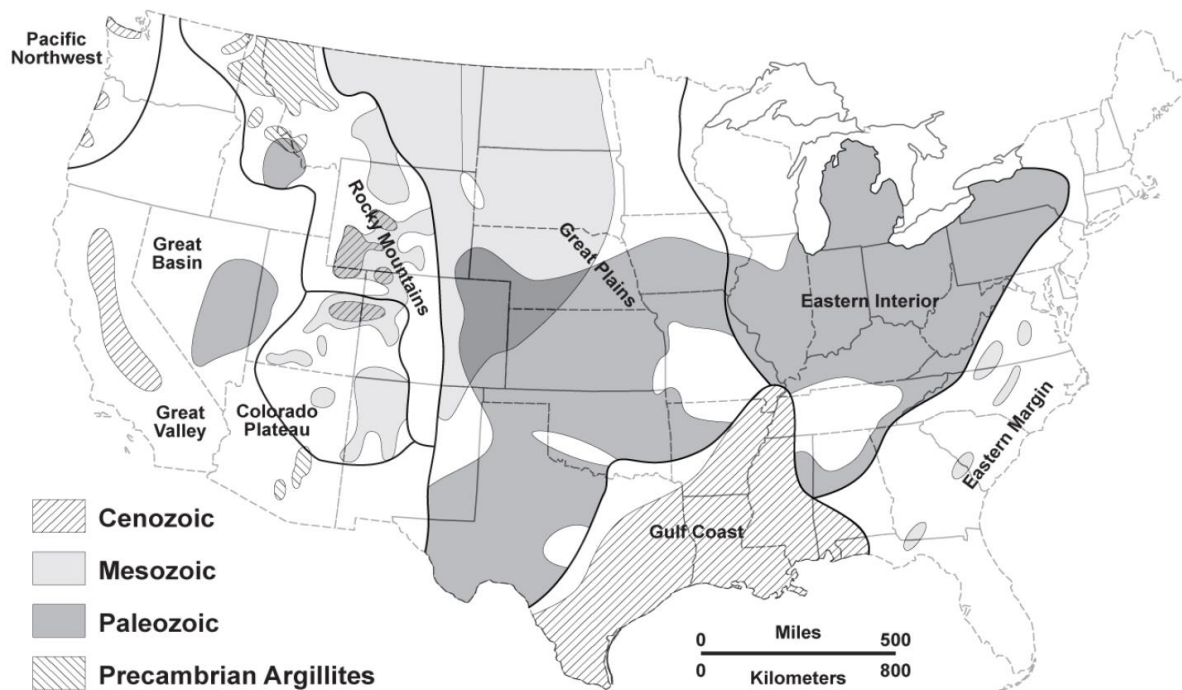 Pacific
Northwest
Rocky Mountains
Great
Basin
Great Plains
Eastern Interior
Great
Valley
Colorado
Plateau
Eastern Margin
Gulf Coast
Cenozoic
Mesozoic
Paleozoic
Precambrian Argillites
0 Miles 500
0 Kilometers 800